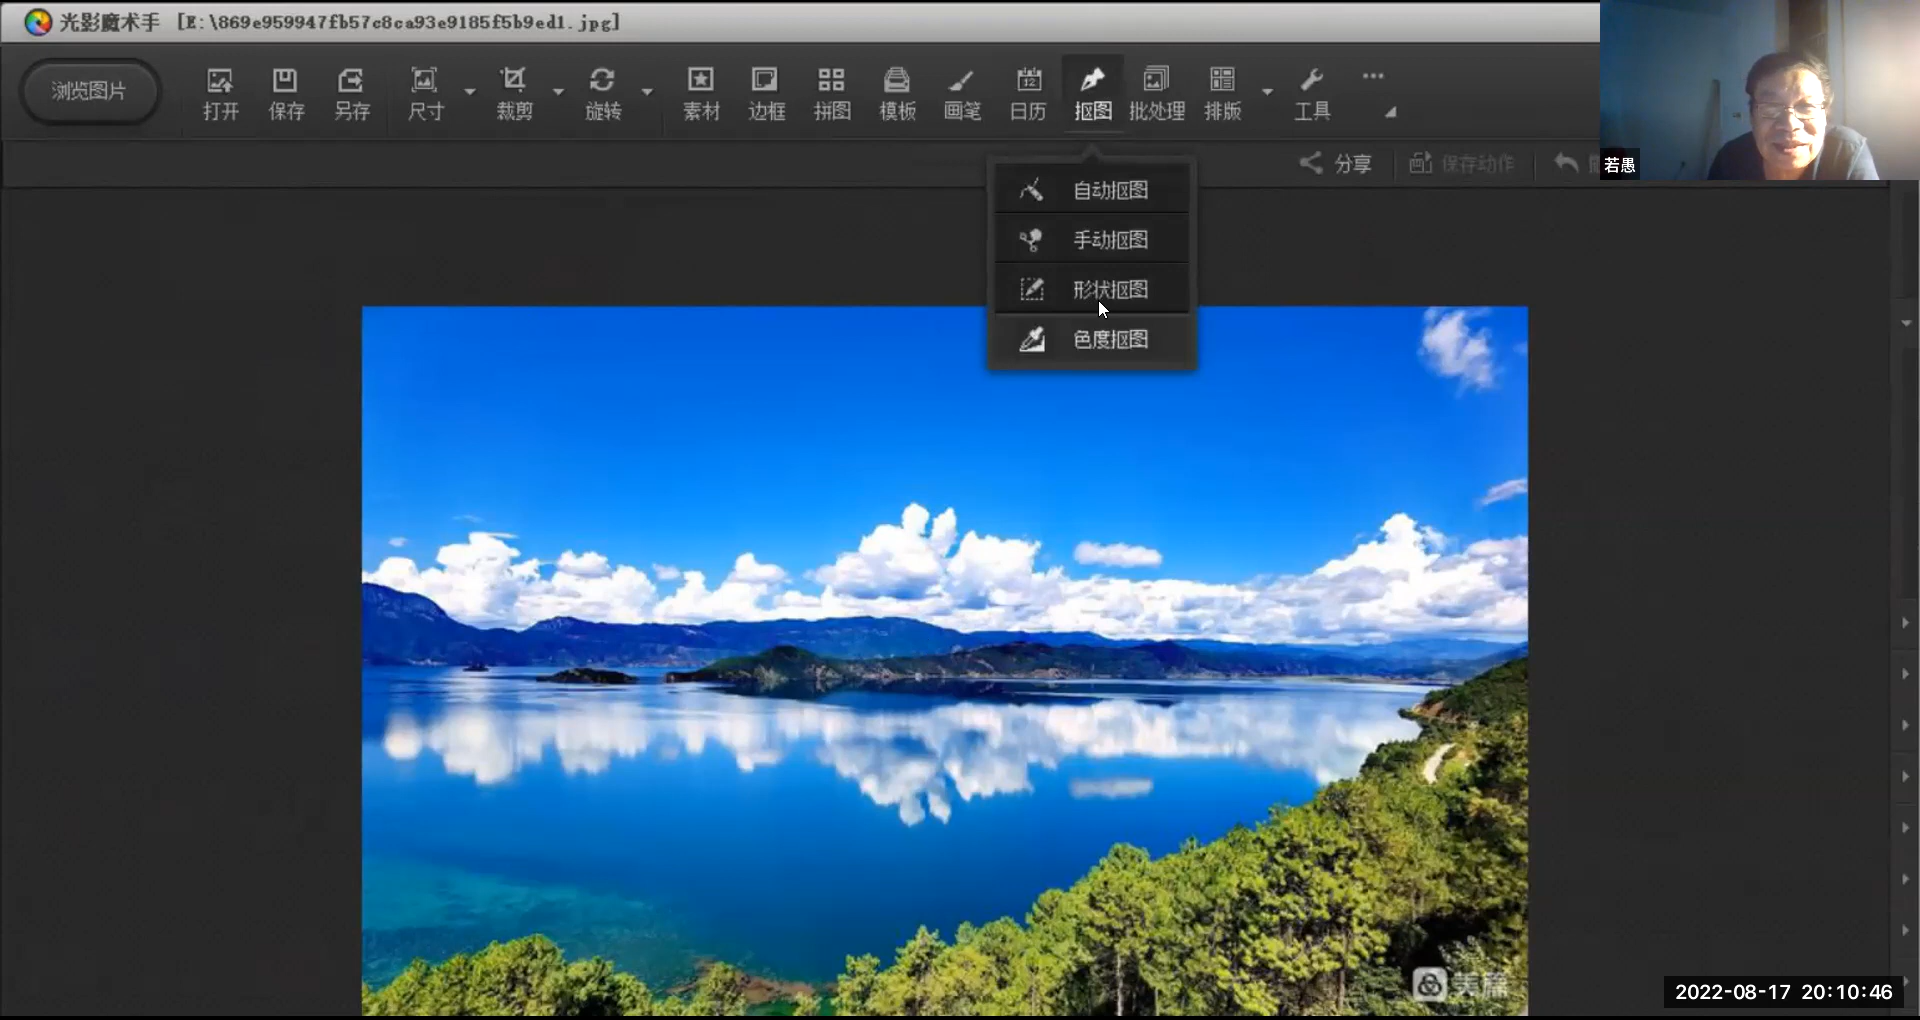 光影魔术手 [E:\869e959947fb57c8ca93e9185f5b9ed1.jpg]
浏览图片 打开 保存 另存 尺寸 裁剪 旋转 素材 边框 拼图 模板 画笔 日历 抠图 批处理 排版 工具
若愚
分享 保存动作
自动抠图
手动抠图
形状抠图
色度抠图
美篇
2022-08-17 20:10:46